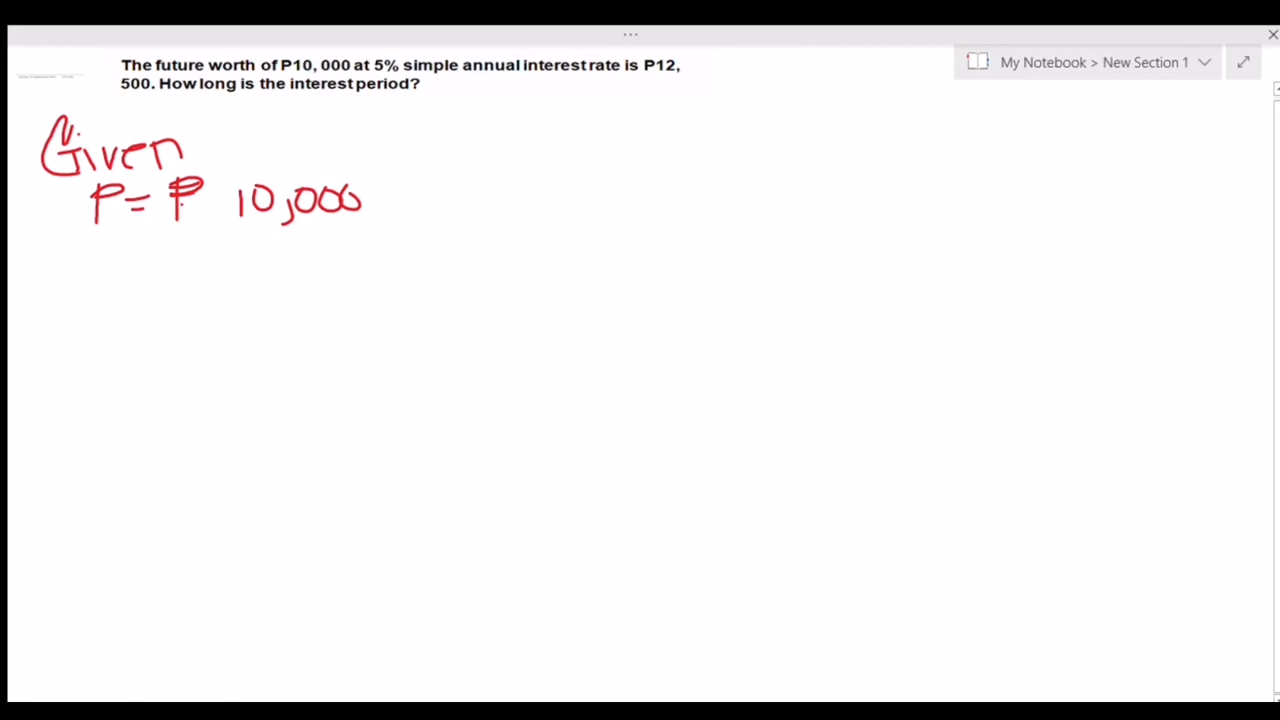 ...
The future worth of P10, 000 at 5% simple annual interest rate is P12,
500. How long is the interest period?
My Notebook > New Section 1
Given
P = ₱ 10,000